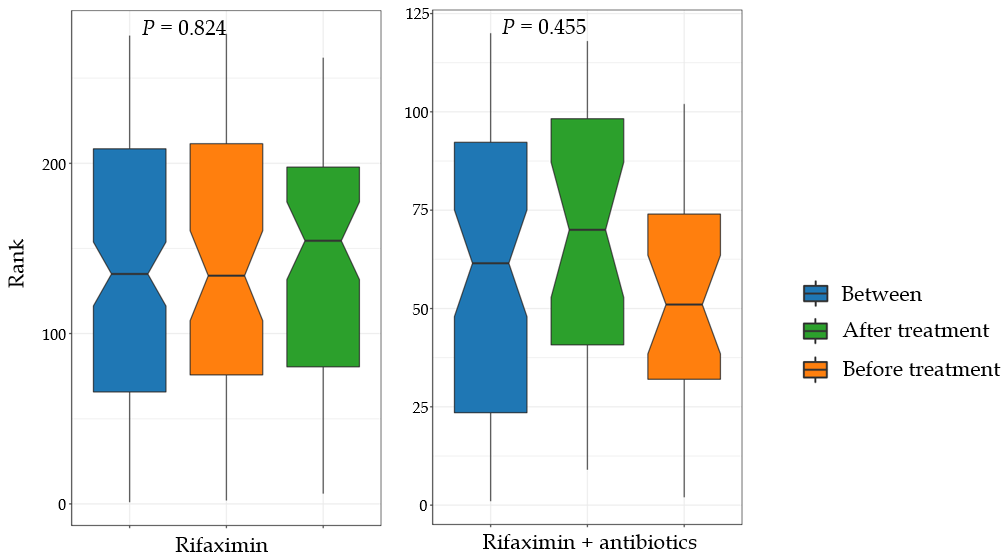 P = 0.824
Rank
200
100
0
Rifaximin
P = 0.455
125
100
75
50
25
0
Rifaximin + antibiotics
Between
After treatment
Before treatment